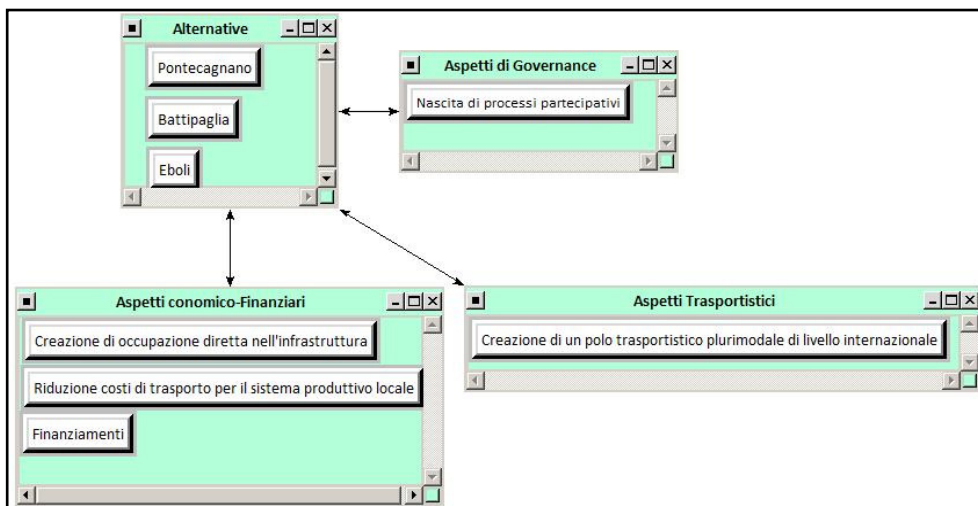 Alternative
Pontecagnano
Battipaglia
Eboli
Aspetti di Governance
Nascita di processi partecipativi
Aspetti conomico-Finanziari
Creazione di occupazione diretta nell'infrastruttura
Riduzione costi di trasporto per il sistema produttivo locale
Finanziamenti
Aspetti Trasportistici
Creazione di un polo trasportistico plurimodale di livello internazionale